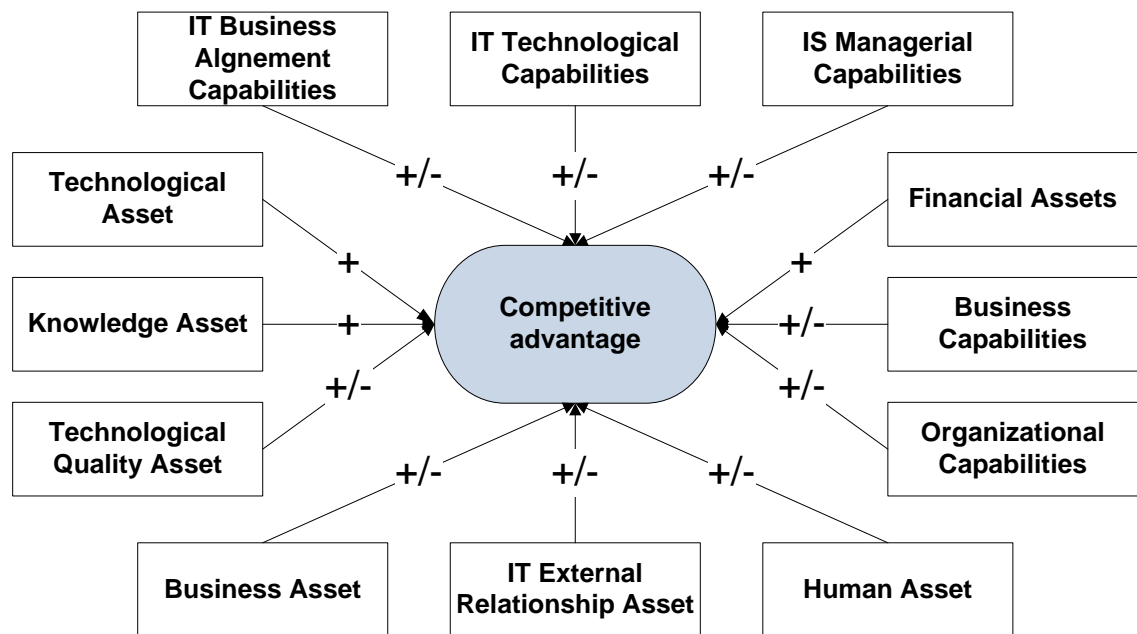 IT Business
Algnement
Capabilities
IT Technological
Capabilities
IS Managerial
Capabilities
+/-
+/-
+/-
Technological
Asset
Financial Assets
+
+
Knowledge Asset
+
Competitive
advantage
+/-
Business
Capabilities
+/-
+/-
Technological
Quality Asset
Organizational
Capabilities
+/-
+/-
+/-
Business Asset
IT External
Relationship Asset
Human Asset